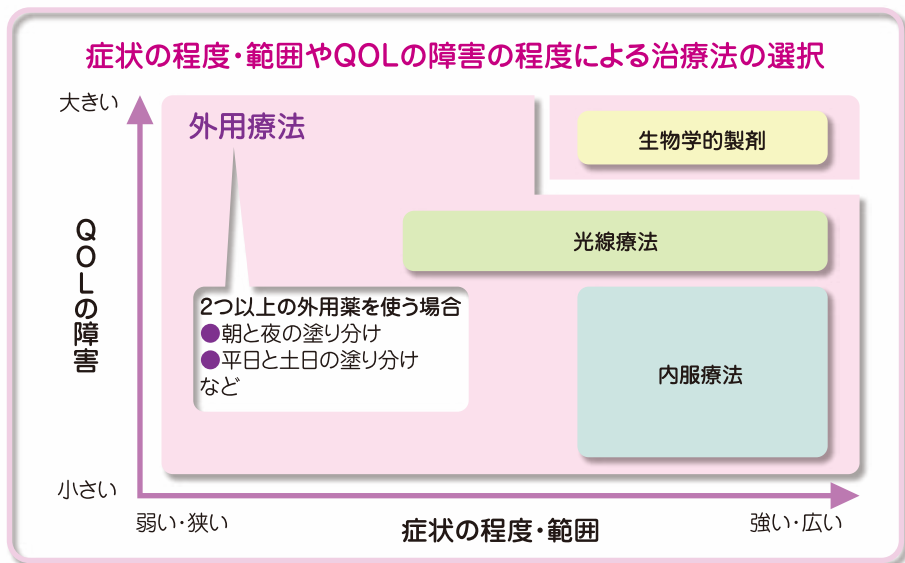 症状の程度・範囲やQOLの障害の程度による治療法の選択
大きい
外用療法
生物学的製剤
光線療法
QOLの障害
2つ以上の外用薬を使う場合
●朝と夜の塗り分け
●平日と土日の塗り分け
など
内服療法
小さい
弱い・狭い
症状の程度・範囲
強い・広い